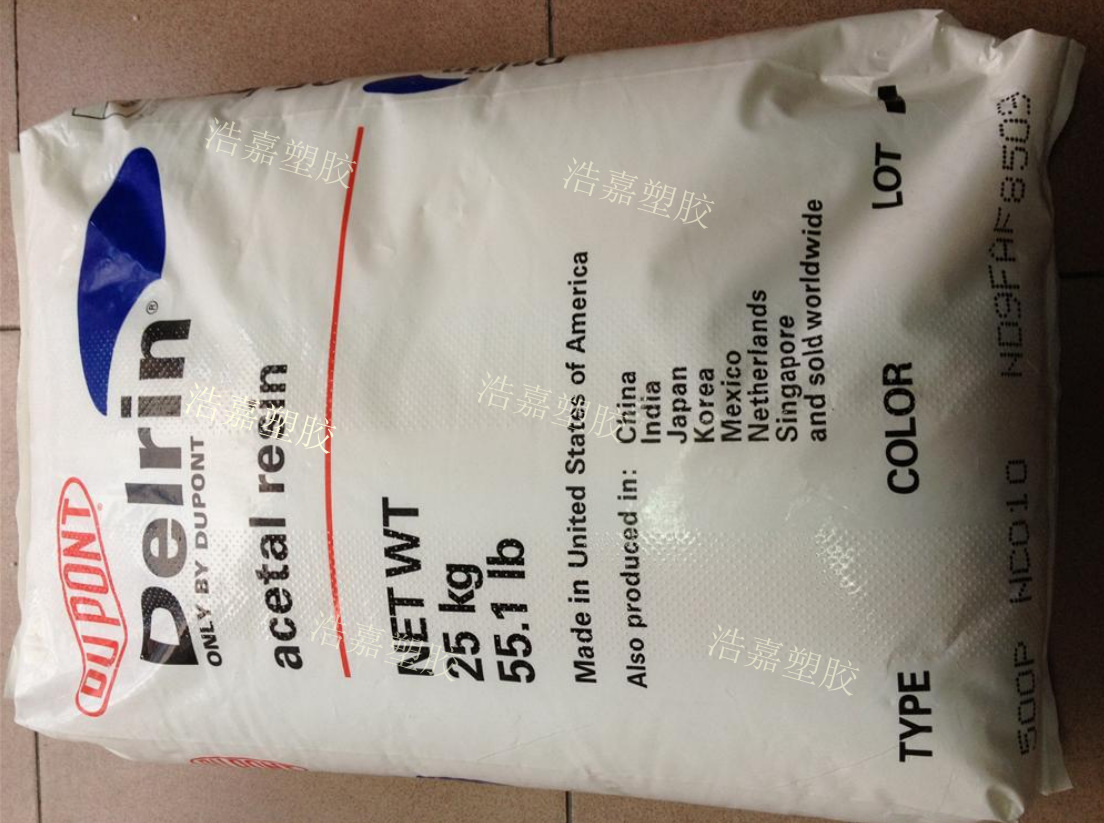 DUPONT
Delrin®
ONLY BY DUPONT
acetal resin
NET WT
25 kg
55.1 lb
Made in United States of America
Also produced in: China
India
Japan
Korea
Mexico
Netherlands
Singapore
and sold worldwide
TYPE COLOR LOT
500P NC010 N09FAF8503
浩嘉塑胶
浩嘉塑胶
浩嘉塑胶
浩嘉塑胶
浩嘉塑胶
浩嘉塑胶